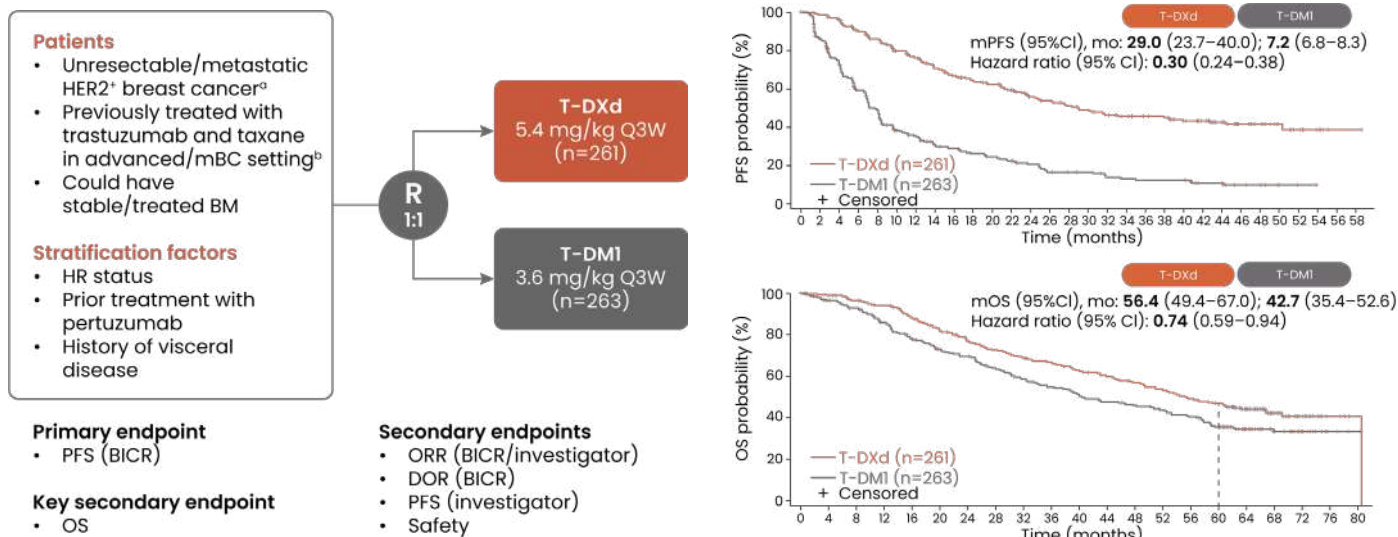 Patients
• Unresectable/metastatic
HER2⁺ breast cancerᵃ
• Previously treated with
trastuzumab and taxane
in advanced/mBC settingᵇ
• Could have
stable/treated BM
Stratification factors
• HR status
• Prior treatment with
pertuzumab
• History of visceral
disease
R
1:1
T-DXd
5.4 mg/kg Q3W
(n=261)
T-DM1
3.6 mg/kg Q3W
(n=263)
Primary endpoint
• PFS (BICR)
Key secondary endpoint
• OS
Secondary endpoints
• ORR (BICR/investigator)
• DOR (BICR)
• PFS (investigator)
• Safety
T-DXd T-DM1
mPFS (95%CI), mo: 29.0 (23.7–40.0); 7.2 (6.8–8.3)
Hazard ratio (95% CI): 0.30 (0.24–0.38)
PFS probability (%)
100
80
60
40
20
0
T-DXd (n=261)
T-DM1 (n=263)
+ Censored
0 2 4 6 8 10 12 14 16 18 20 22 24 26 28 30 32 34 36 38 40 42 44 46 48 50 52 54 56 58
Time (months)
T-DXd T-DM1
mOS (95%CI), mo: 56.4 (49.4–67.0); 42.7 (35.4–52.6)
Hazard ratio (95% CI): 0.74 (0.59–0.94)
OS probability (%)
100
80
60
40
20
0
T-DXd (n=261)
T-DM1 (n=263)
+ Censored
0 4 8 12 16 20 24 28 32 36 40 44 48 52 56 60 64 68 72 76 80
Time (months)